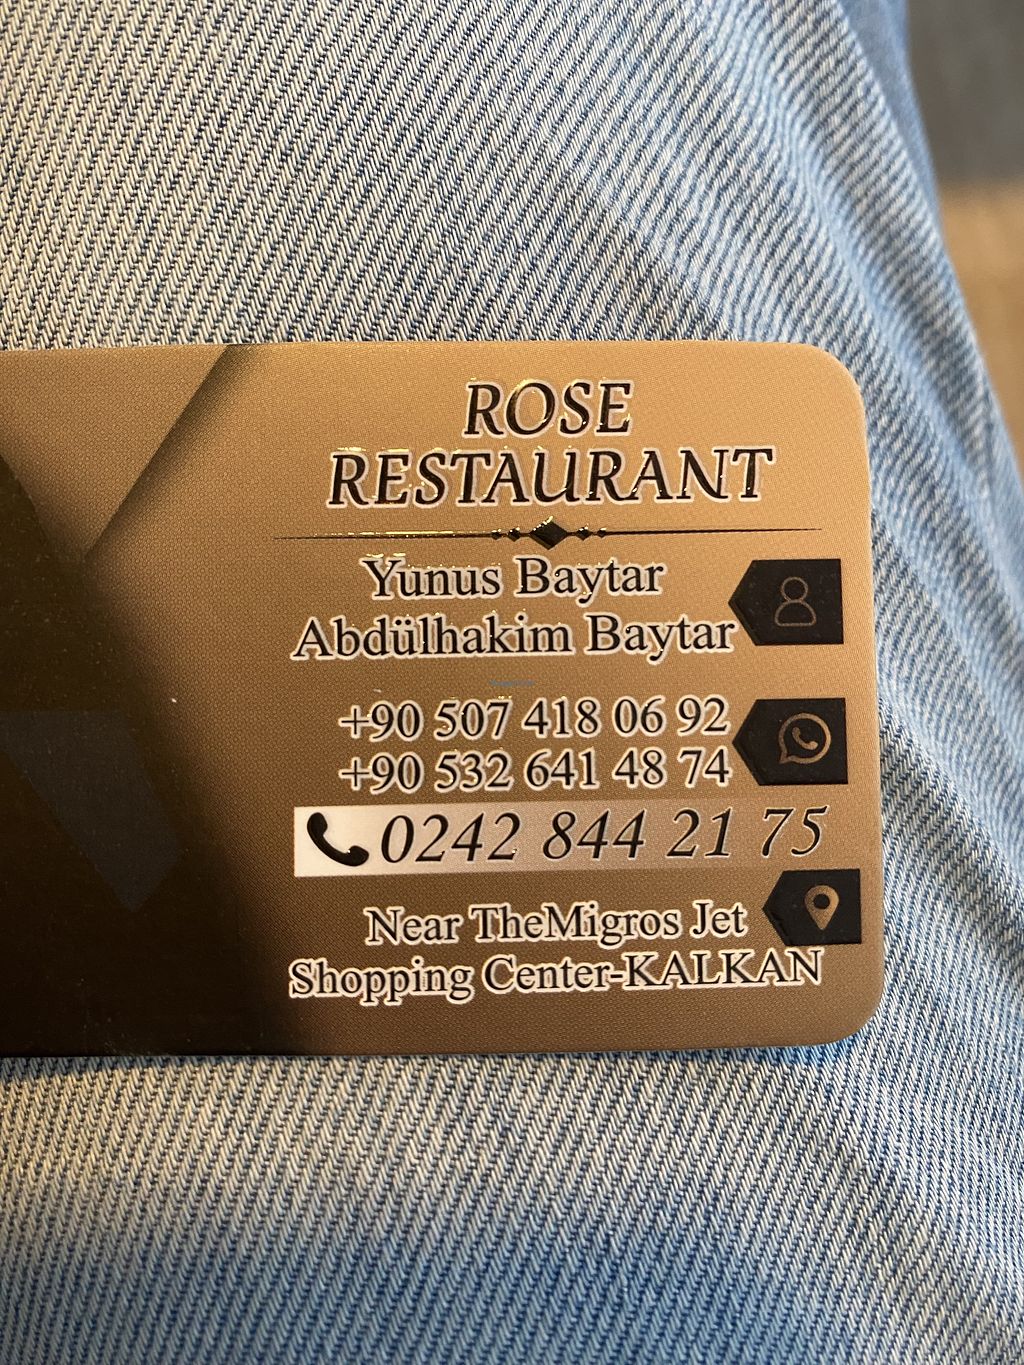 ROSE
RESTAURANT
Yunus Baytar
Abdülhakim Baytar
+90 507 418 06 92
+90 532 641 48 74
0242 844 21 75
Near TheMigros Jet
Shopping Center-KALKAN